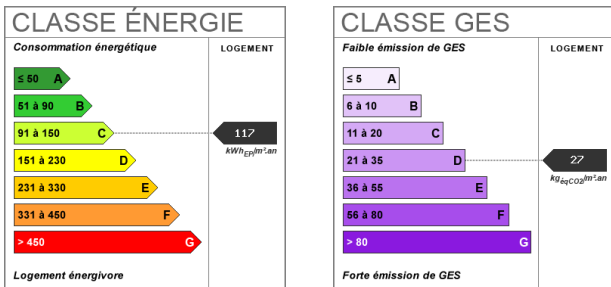 CLASSE ÉNERGIE
Consommation énergétique
LOGEMENT
≤ 50 A
51 à 90 B
91 à 150 C
117
kWhEP/m².an
151 à 230 D
231 à 330 E
331 à 450 F
> 450 G
Logement énergivore
CLASSE GES
Faible émission de GES
LOGEMENT
≤ 5 A
6 à 10 B
11 à 20 C
21 à 35 D
27
kgéqCO2/m².an
36 à 55 E
56 à 80 F
> 80 G
Forte émission de GES